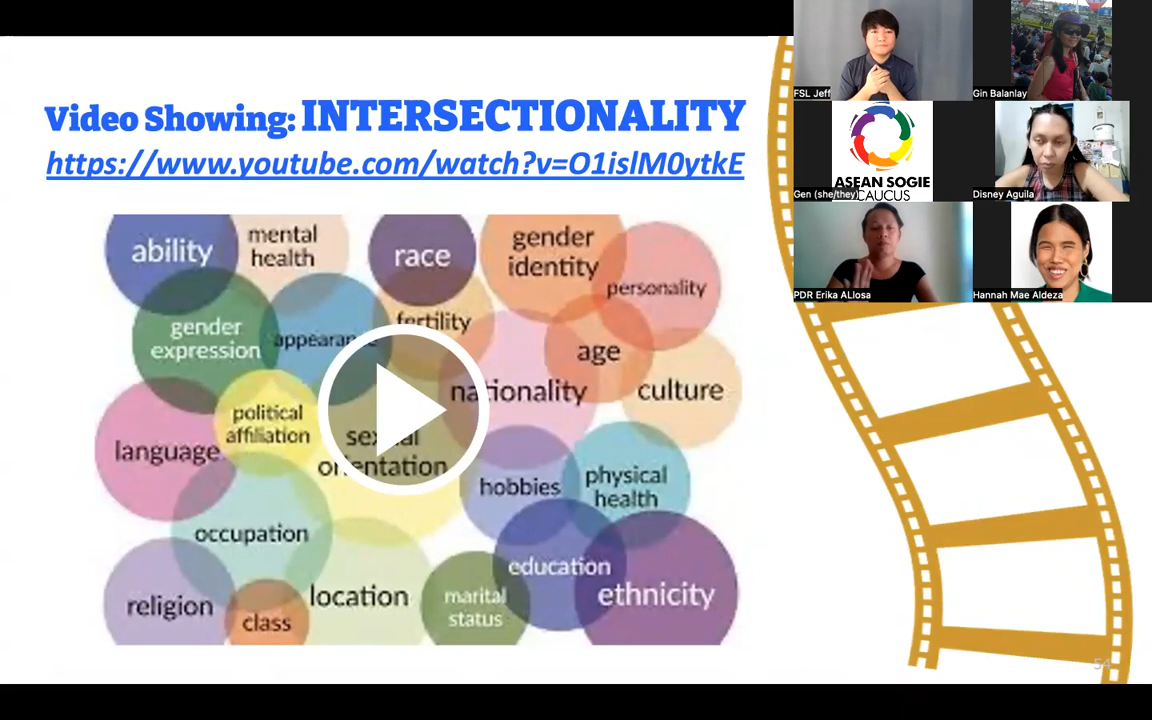 Video Showing: INTERSECTIONALITY
https://www.youtube.com/watch?v=O1islM0ytkE
ability
mental
health
race
gender
identity
personality
gender
expression
appearance
fertility
age
nationality
culture
political
affiliation
language
sexual
orientation
hobbies
physical
health
occupation
education
religion
class
location
marital
status
ethnicity
54
FSL Jeff
Gin Balanlay
ASEAN SOGIE
CAUCUS
Gen (she/they)
Disney Aguila
PDR Erika ALlosa
Hannah Mae Aldeza